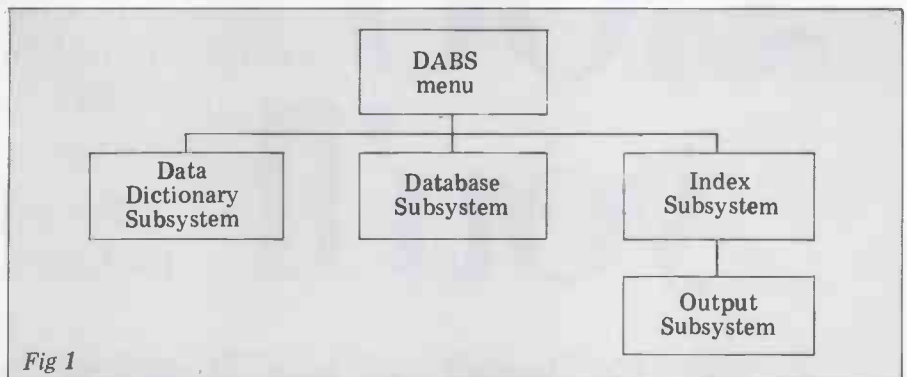 DABS
menu
Data
Dictionary
Subsystem
Database
Subsystem
Index
Subsystem
Output
Subsystem
Fig 1